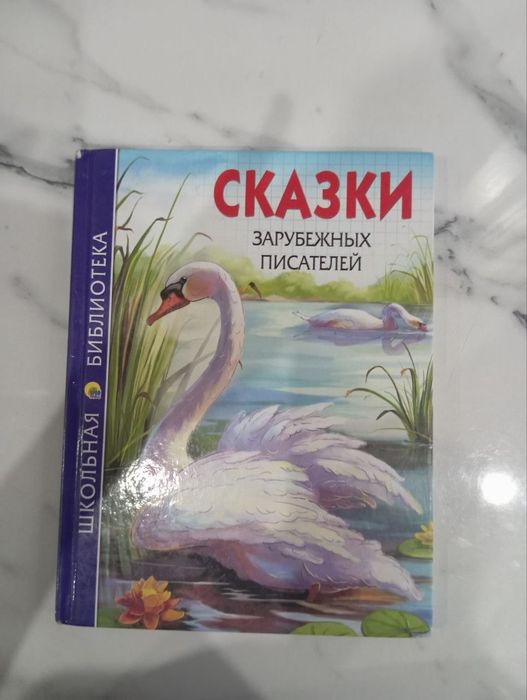 СКАЗКИ
ЗАРУБЕЖНЫХ
ПИСАТЕЛЕЙ
ШКОЛЬНАЯ БИБЛИОТЕКА